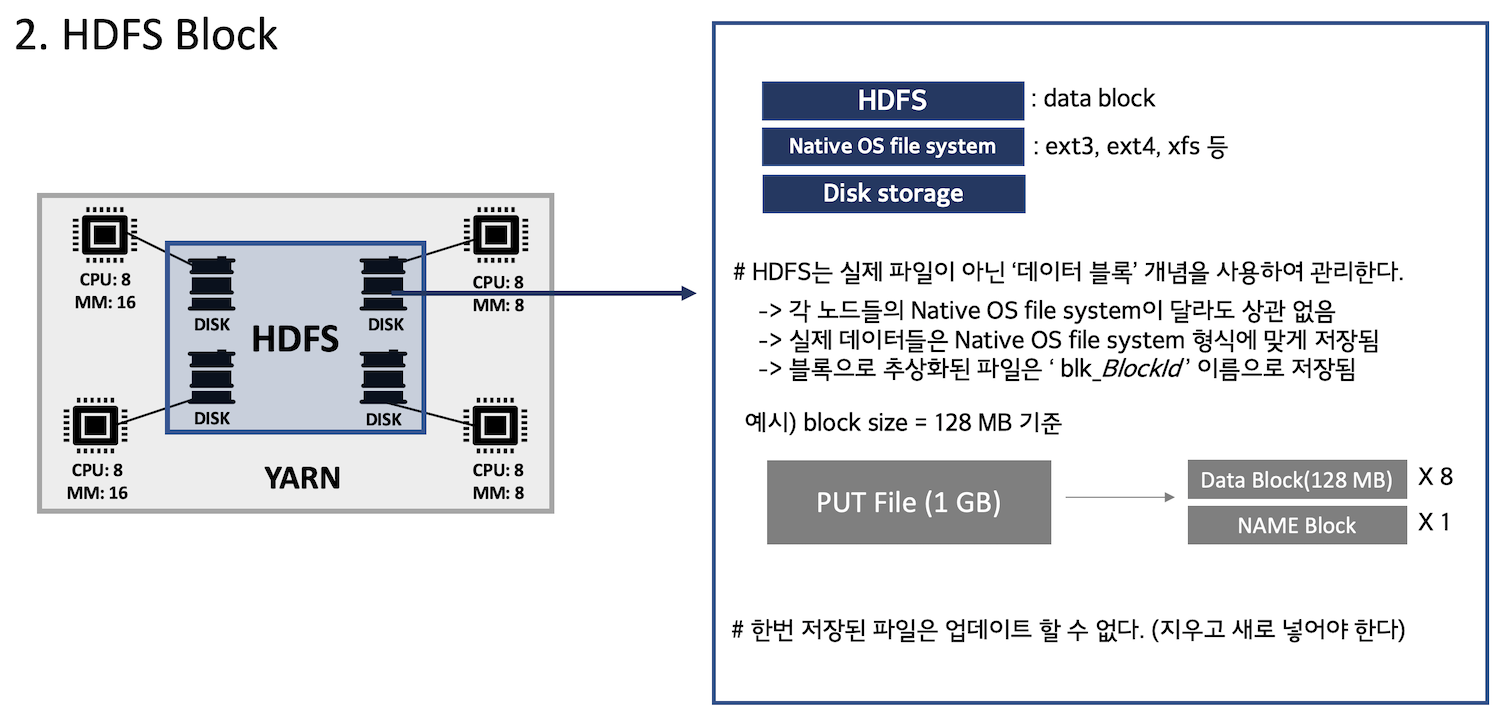 2. HDFS Block
CPU: 8
MM: 16
CPU: 8
MM: 8
DISK
DISK
HDFS
DISK
DISK
CPU: 8
MM: 16
YARN
CPU: 8
MM: 8
HDFS : data block
Native OS file system : ext3, ext4, xfs 등
Disk storage
# HDFS는 실제 파일이 아닌 ‘데이터 블록’ 개념을 사용하여 관리한다.
-> 각 노드들의 Native OS file system이 달라도 상관 없음
-> 실제 데이터들은 Native OS file system 형식에 맞게 저장됨
-> 블록으로 추상화된 파일은 ‘ blk_BlockId’ 이름으로 저장됨
예시) block size = 128 MB 기준
PUT File (1 GB)
Data Block(128 MB) X 8
NAME Block X 1
# 한번 저장된 파일은 업데이트 할 수 없다. (지우고 새로 넣어야 한다)